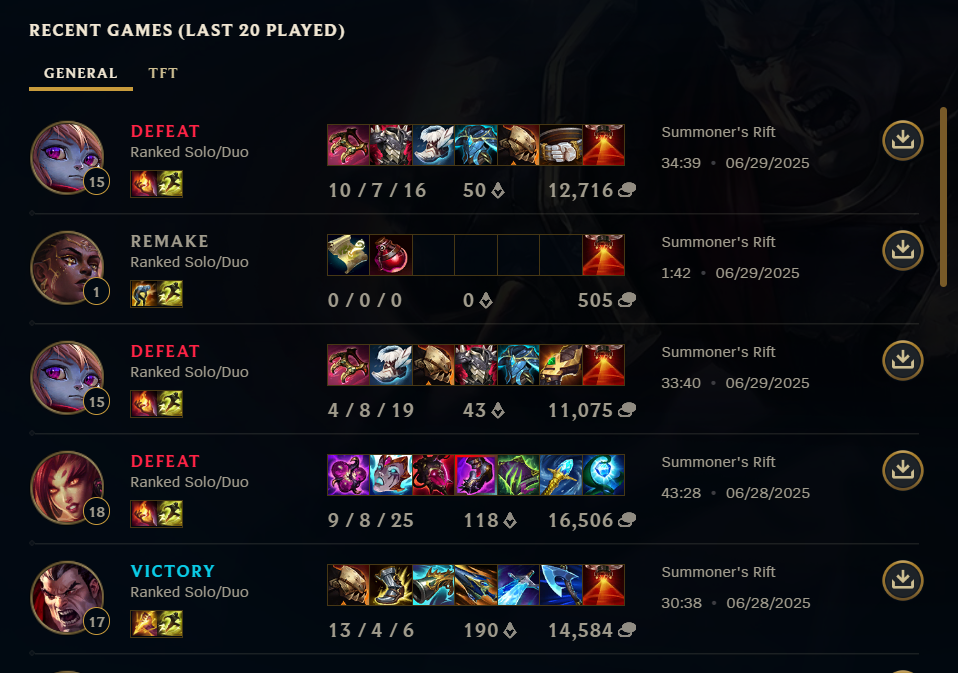 RECENT GAMES (LAST 20 PLAYED)
GENERAL TFT
DEFEAT
Ranked Solo/Duo
15
10 / 7 / 16 50 12,716
Summoner's Rift
34:39 • 06/29/2025
REMAKE
Ranked Solo/Duo
1
0 / 0 / 0 0 505
Summoner's Rift
1:42 • 06/29/2025
DEFEAT
Ranked Solo/Duo
15
4 / 8 / 19 43 11,075
Summoner's Rift
33:40 • 06/29/2025
DEFEAT
Ranked Solo/Duo
18
9 / 8 / 25 118 16,506
Summoner's Rift
43:28 • 06/28/2025
VICTORY
Ranked Solo/Duo
17
13 / 4 / 6 190 14,584
Summoner's Rift
30:38 • 06/28/2025